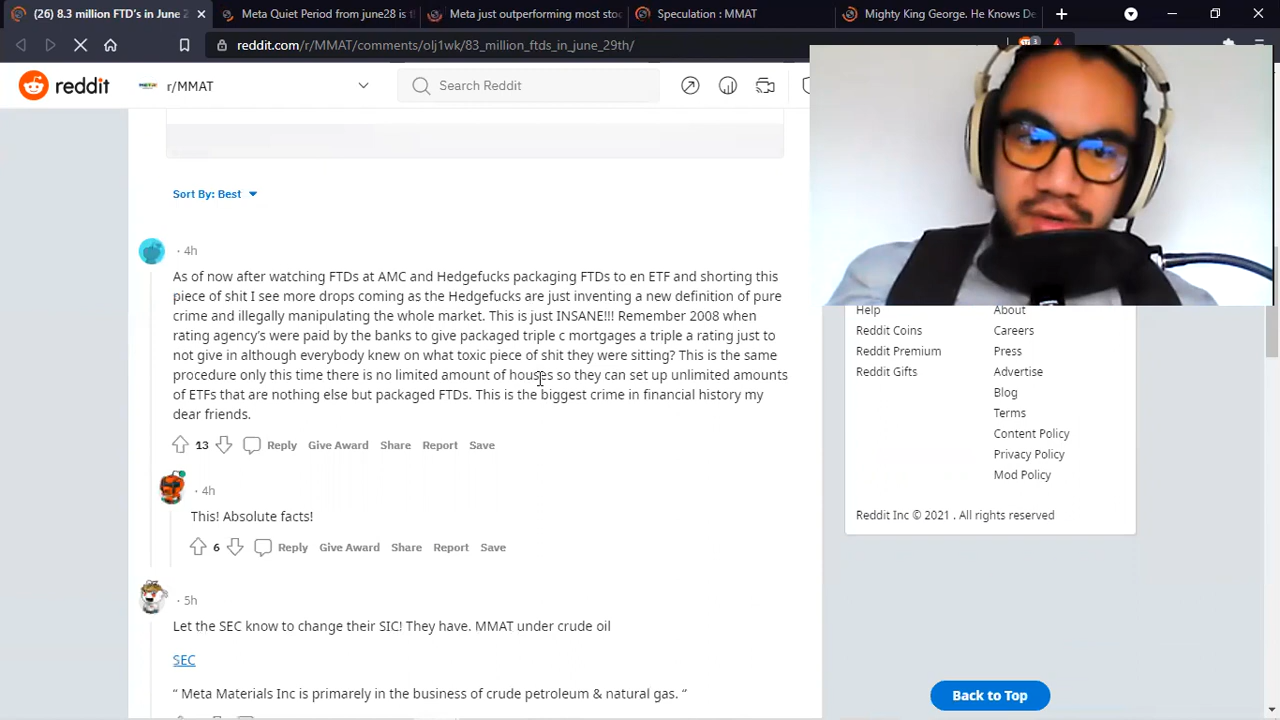 (26) 8.3 million FTD's in June 2
Meta Quiet Period from june28 is t
Meta just outperforming most sto
Speculation : MMAT
Mighty King George. He Knows De
reddit.com/r/MMAT/comments/olj1wk/83_million_ftds_in_june_29th/
reddit
r/MMAT
Search Reddit
Sort By: Best
· 4h
As of now after watching FTDs at AMC and Hedgefucks packaging FTDs to en ETF and shorting this
piece of shit I see more drops coming as the Hedgefucks are just inventing a new definition of pure
crime and illegally manipulating the whole market. This is just INSANE!!! Remember 2008 when
rating agency's were paid by the banks to give packaged triple c mortgages a triple a rating just to
not give in although everybody knew on what toxic piece of shit they were sitting? This is the same
procedure only this time there is no limited amount of houses so they can set up unlimited amounts
of ETFs that are nothing else but packaged FTDs. This is the biggest crime in financial history my
dear friends.
13 Reply Give Award Share Report Save
· 4h
This! Absolute facts!
6 Reply Give Award Share Report Save
· 5h
Let the SEC know to change their SIC! They have. MMAT under crude oil
SEC
“ Meta Materials Inc is primarely in the business of crude petroleum & natural gas. “
Help About
Reddit Coins Careers
Reddit Premium Press
Reddit Gifts Advertise
Blog
Terms
Content Policy
Privacy Policy
Mod Policy
Reddit Inc © 2021 . All rights reserved
Back to Top